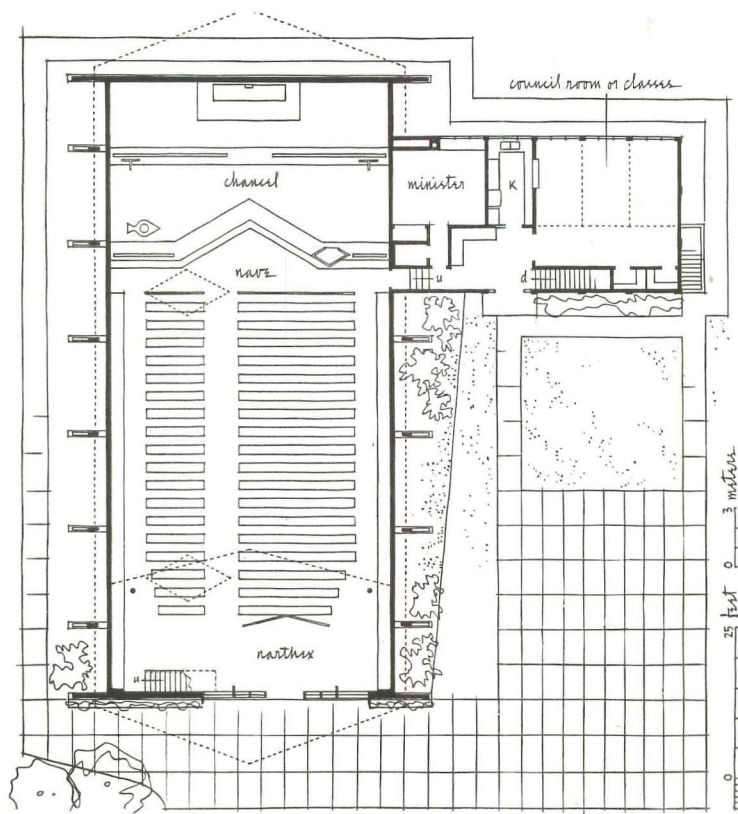 council room or classes
chancel
minister
K
nave
u
d
narthex
u
0 3 meters
0 25 feet